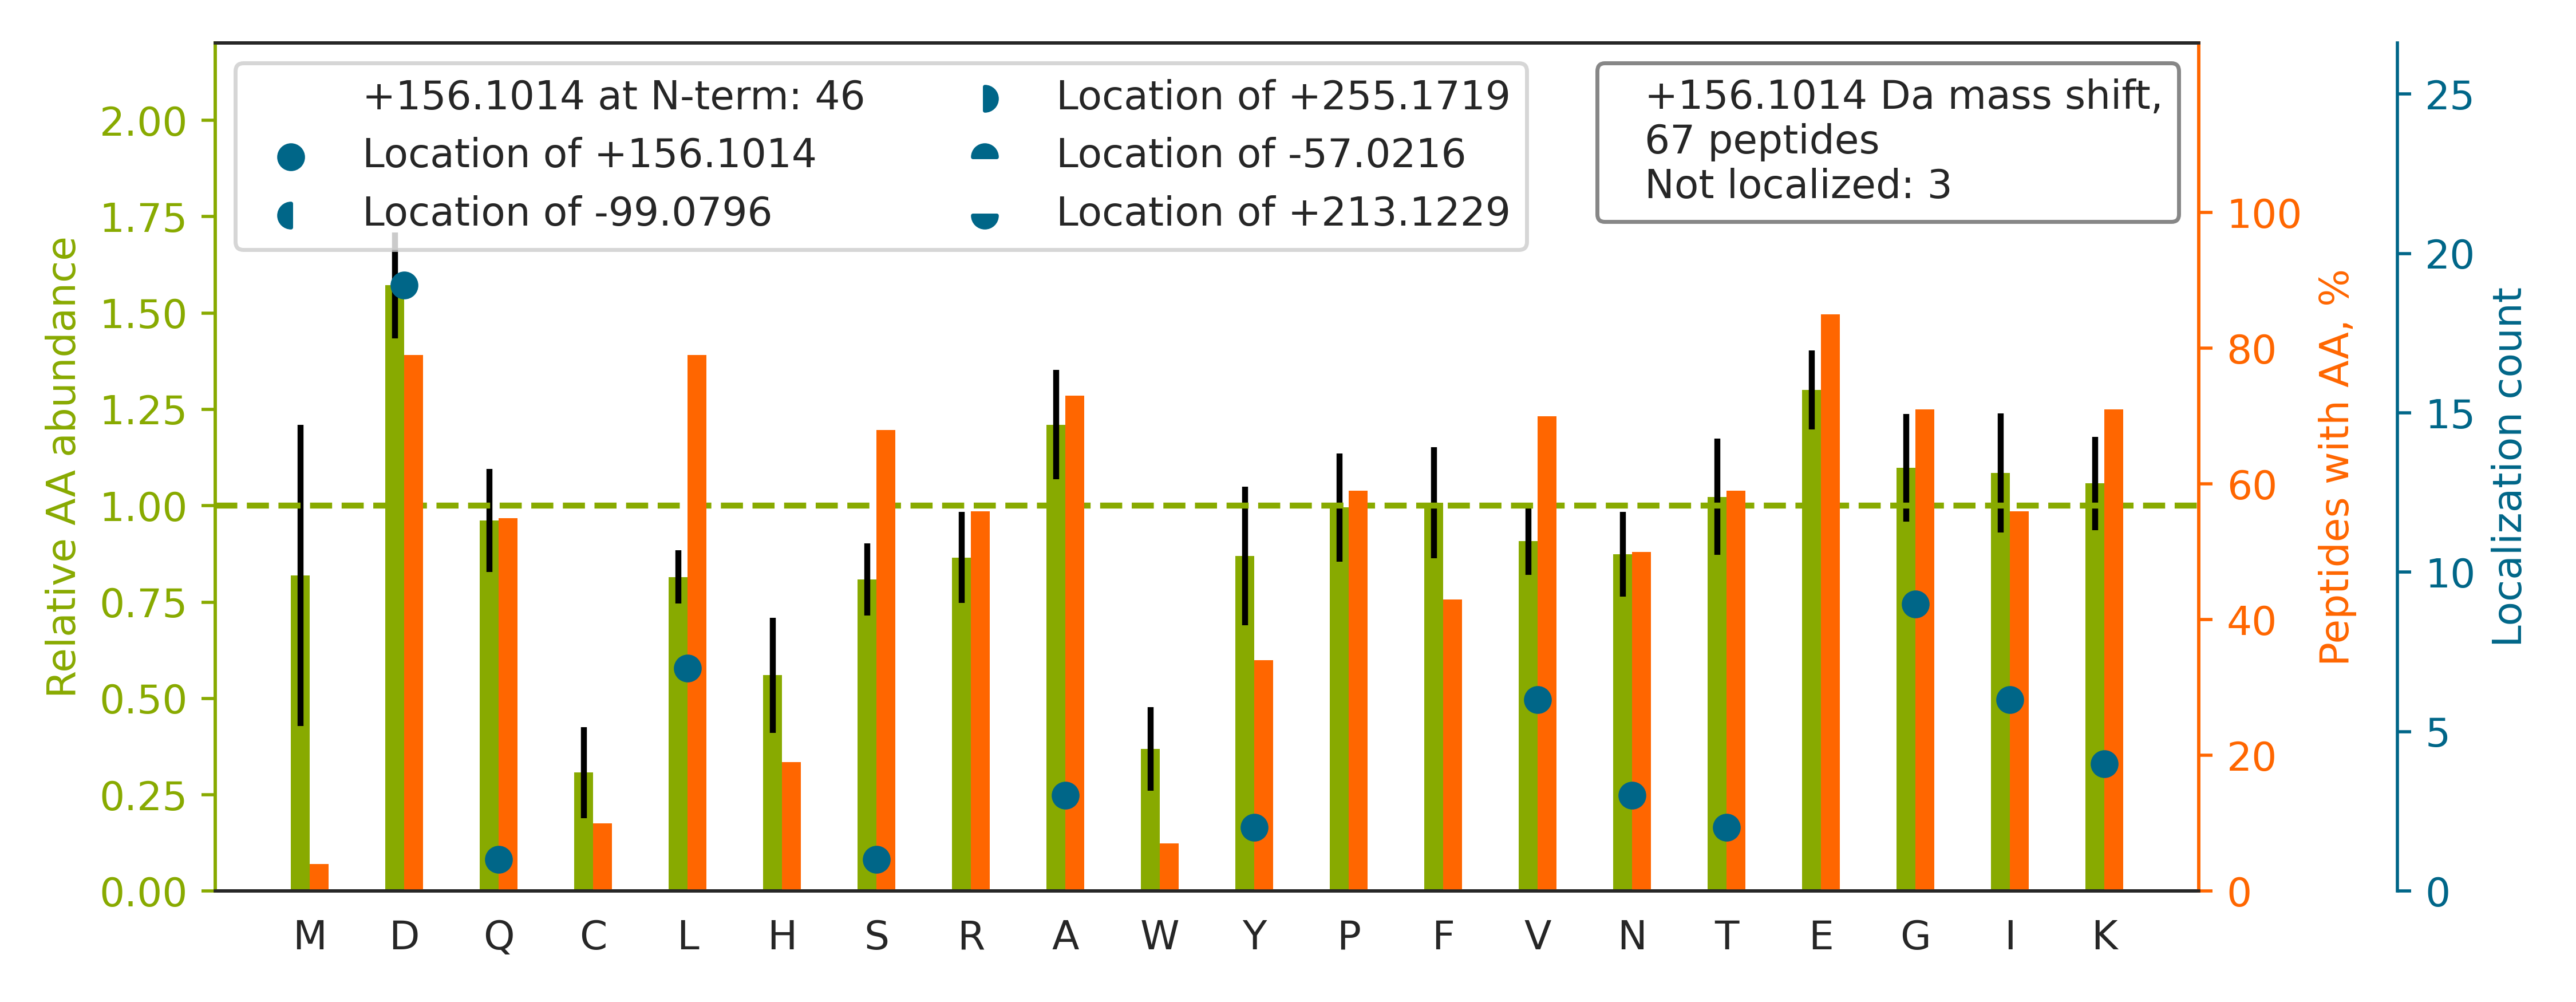 +156.1014 at N-term: 46
Location of +156.1014
Location of -99.0796
Location of +255.1719
Location of -57.0216
Location of +213.1229
+156.1014 Da mass shift,
67 peptides
Not localized: 3
Relative AA abundance
2.00
1.75
1.50
1.25
1.00
0.75
0.50
0.25
0.00
M D Q C L H S R A W Y P F V N T E G I K
100
80
60
40
20
0
Peptides with AA, %
25
20
15
10
5
0
Localization count